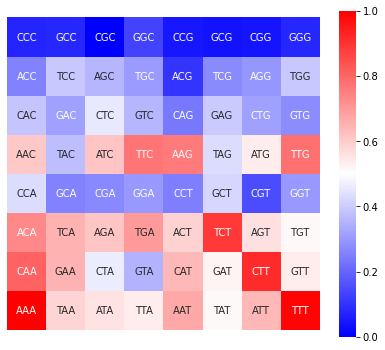 CCC GCC CGC GGC CCG GCG CGG GGG
ACC TCC AGC TGC ACG TCG AGG TGG
CAC GAC CTC GTC CAG GAG CTG GTG
AAC TAC ATC TTC AAG TAG ATG TTG
CCA GCA CGA GGA CCT GCT CGT GGT
ACA TCA AGA TGA ACT TCT AGT TGT
CAA GAA CTA GTA CAT GAT CTT GTT
AAA TAA ATA TTA AAT TAT ATT TTT
1.0
0.8
0.6
0.4
0.2
0.0